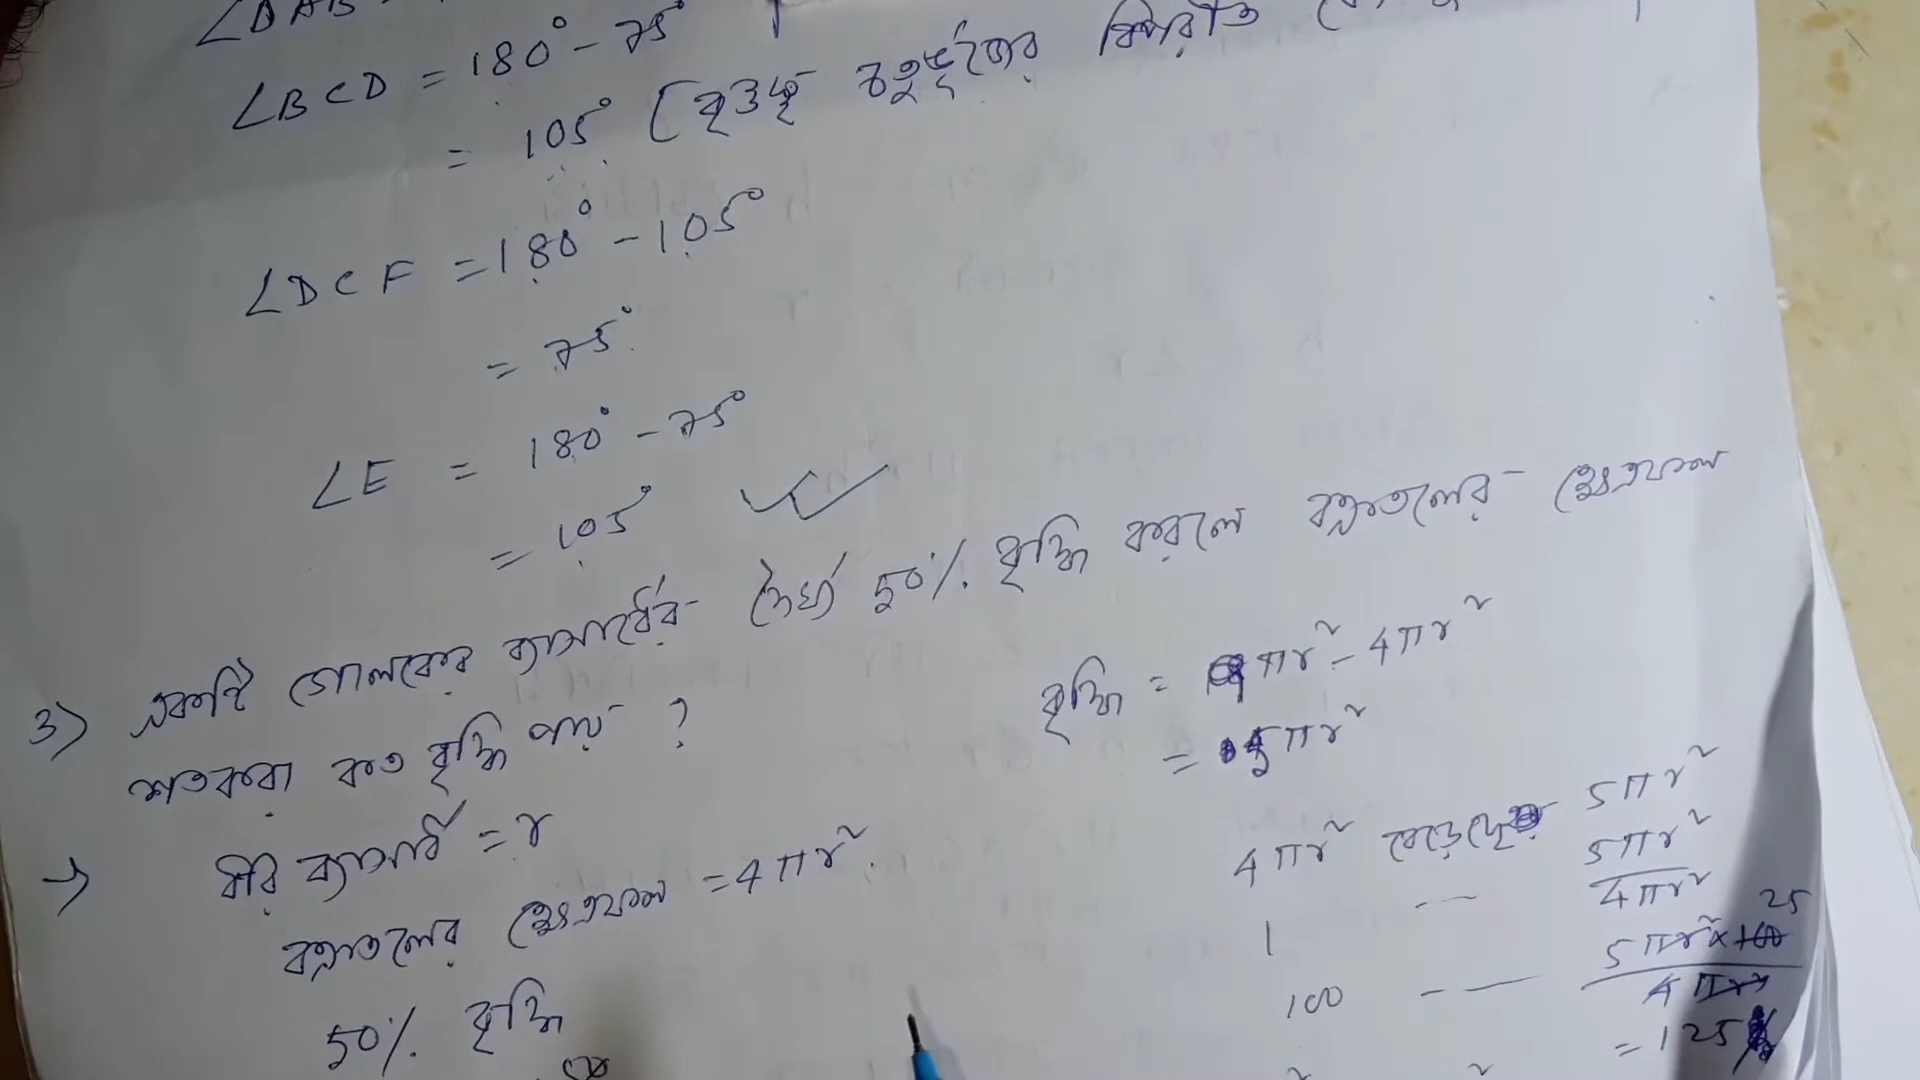 ∠DAB
∠BCD = 180° - 75°
= 105° [বৃত্তস্থ চতুর্ভুজের বিপরীত
∠DCF = 180° - 105°
= 75°
∠E = 180° - 75°
= 105°
3) একটি গোলকের ব্যাসার্ধের দৈর্ঘ্য 50% বৃদ্ধি করলে বক্রতলের ক্ষেত্রফল
শতকরা কত বৃদ্ধি পায় ?
→ ধরি ব্যাসার্ধ = r
বক্রতলের ক্ষেত্রফল = 4πr².
50% বৃদ্ধি
বৃদ্ধি = 9πr² - 4πr²
= 5πr²
4πr² বেড়েছে 5πr²
1 -- 5πr²/4πr²
100 -- 5πr²×100/4πr² 25
= 125%